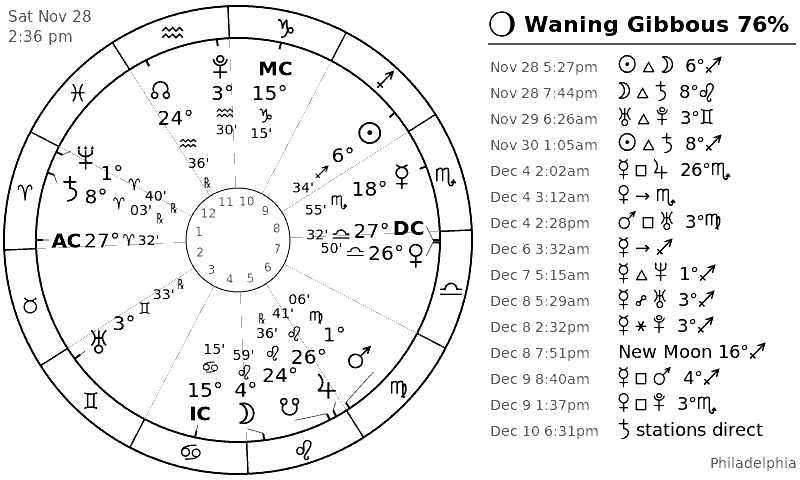 Sat Nov 28
2:36 pm
☽ Waning Gibbous 76%
Nov 28 5:27pm ☉ △ ☽ 6°♐
Nov 28 7:44pm ☽ △ ♄ 8°♌
Nov 29 6:26am ♅ △ ♇ 3°♊
Nov 30 1:05am ☉ △ ♄ 8°♐
Dec 4 2:02am ☿ □ ♃ 26°♏
Dec 4 3:12am ♀ → ♏
Dec 4 2:28pm ♂ □ ♅ 3°♍
Dec 6 3:32am ☿ → ♐
Dec 7 5:15am ☿ △ ♆ 1°♐
Dec 8 5:29am ☿ ☍ ♅ 3°♐
Dec 8 2:32pm ☿ ⚹ ♇ 3°♐
Dec 8 7:51pm New Moon 16°♐
Dec 9 8:40am ☿ □ ♂ 4°♐
Dec 9 1:37pm ♀ □ ♇ 3°♏
Dec 10 6:31pm ♄ stations direct
Philadelphia
♒
♑
♐
♏
♎
♍
♌
♋
♊
♉
♈
♓
♇ 3° ♒ 30'
MC 15° ♑ 15'
☉ 6° ♐ 34'
☿ 18° ♏ 55'
DC 27° ♎ 32'
♀ 26° ♎ 50'
♂ 1° ♍ 06'
♃ 26° ♌ 41'
☋ 24° ♌ 36' ℞
☽ 4° ♌ 59'
IC 15° ♋ 15'
♅ 3° ♊ 33' ℞
AC 27° ♈ 32'
♄ 8° ♈ 03' ℞
♆ 1° ♈ 40' ℞
☊ 24° ♒ 36' ℞
1
2
3
4
5
6
7
8
9
10
11
12